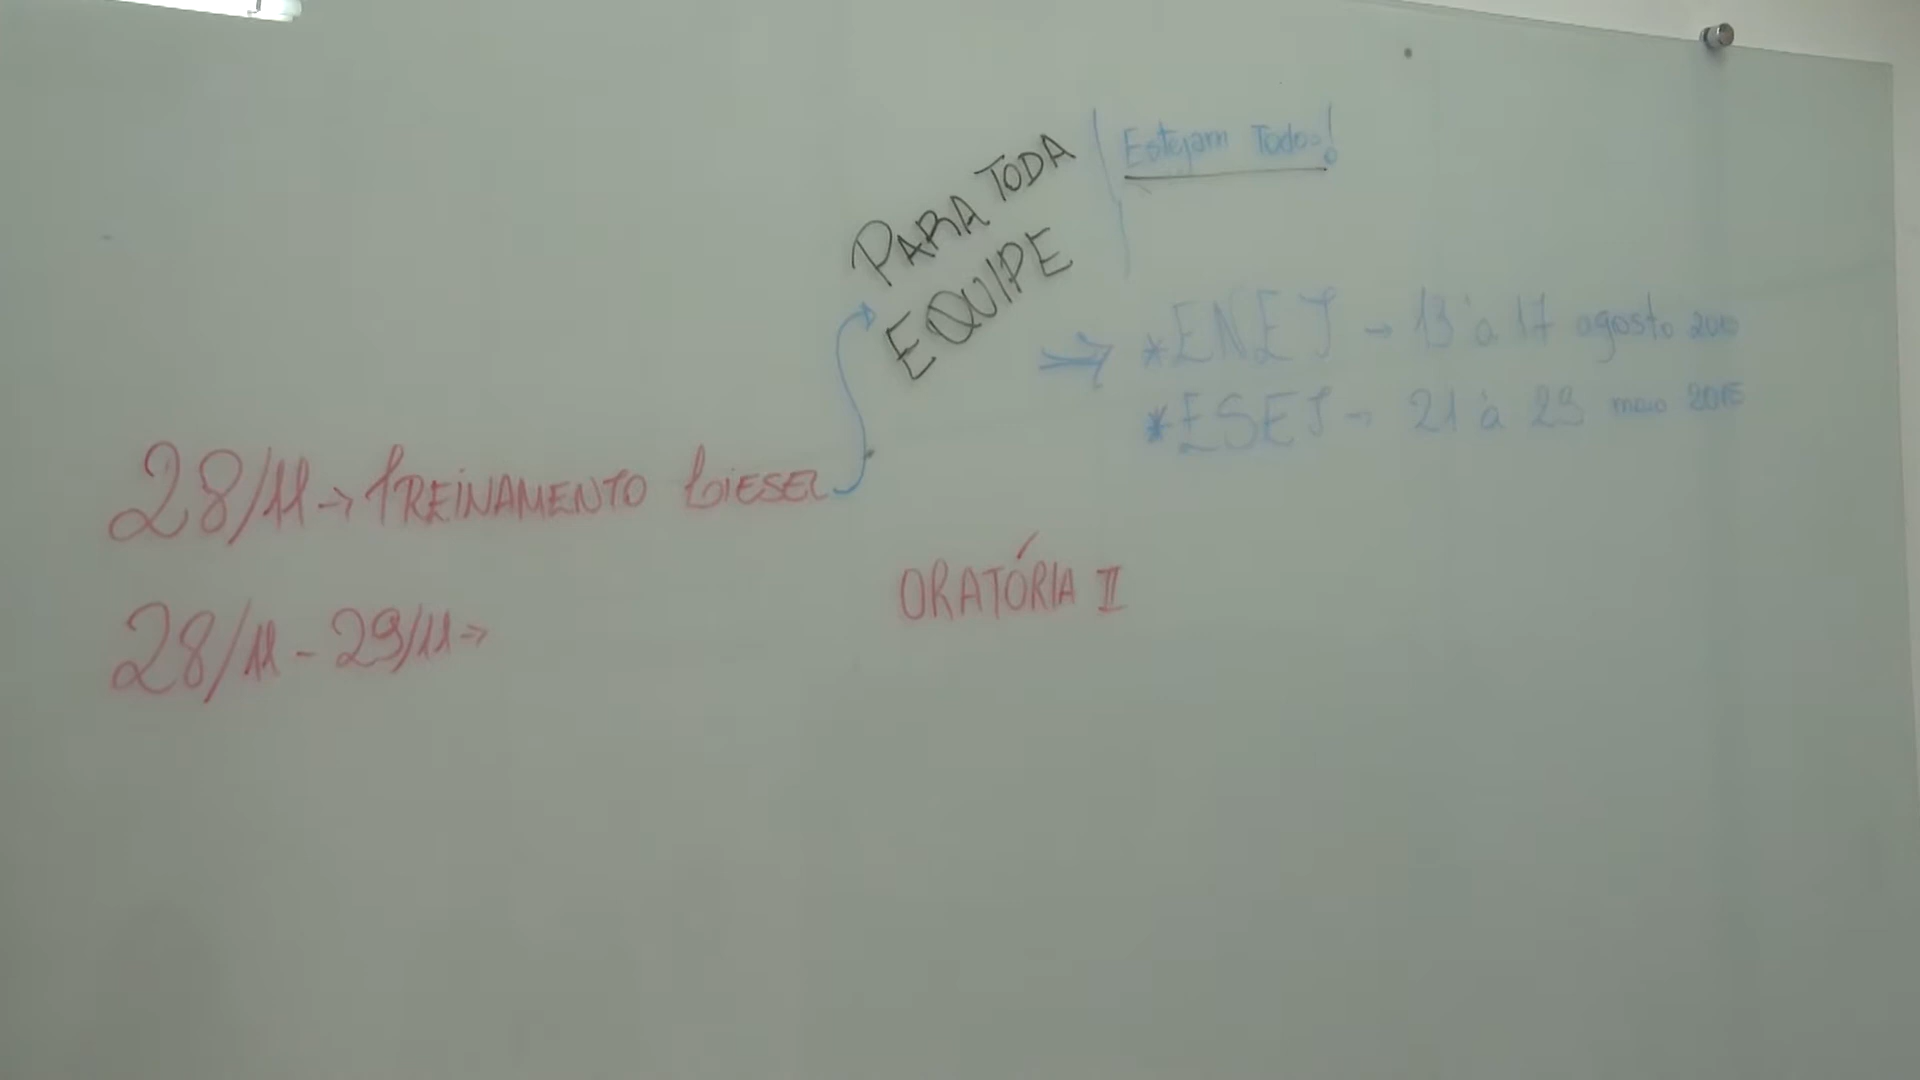 PARA TODA
EQUIPE
Estejam Todos!
*ENEJ → 13 à 17 agosto
*ESEJ → 21 à 23 maio 2015
28/11 → TREINAMENTO
ORATÓRIA II
28/11 - 29/11 →